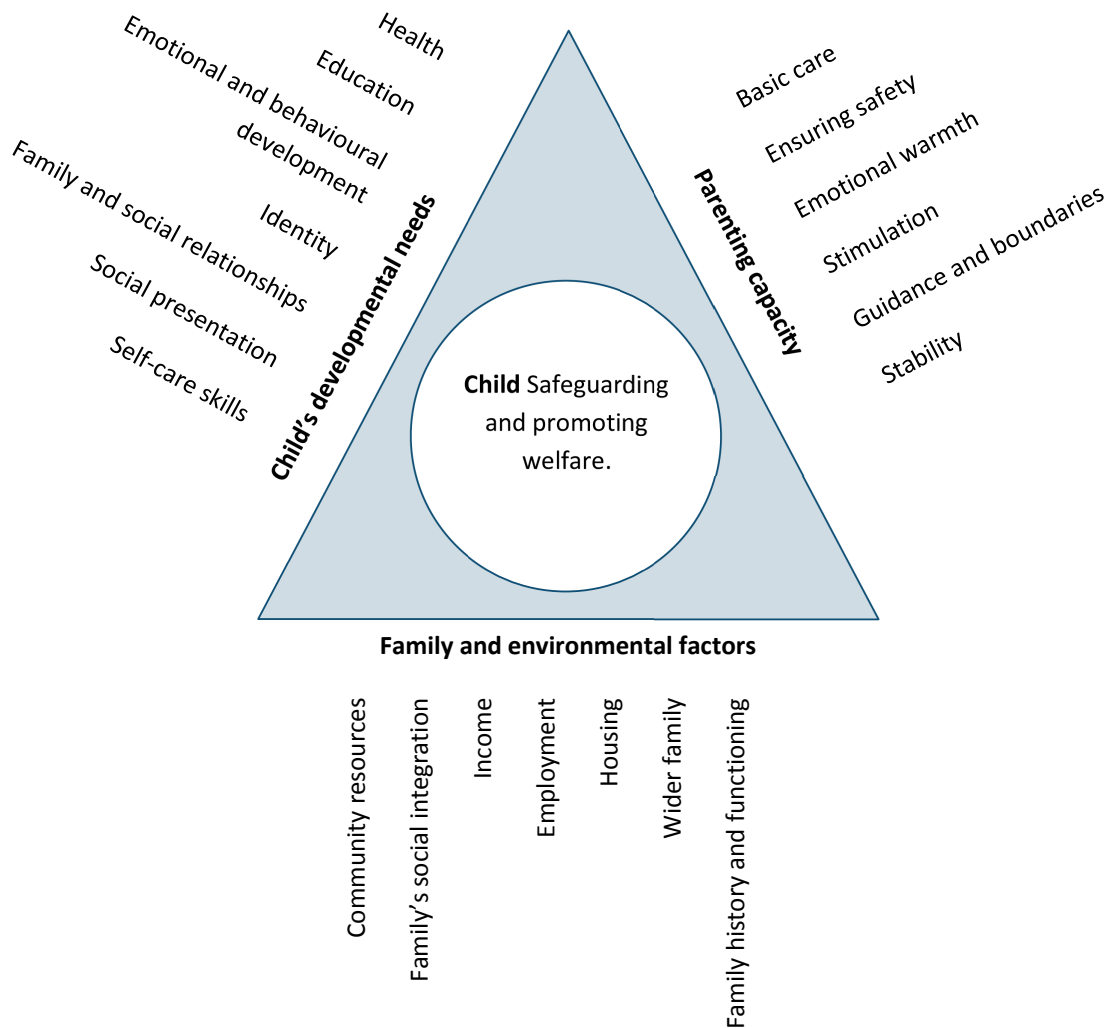 Health
Education
Emotional and behavioural
development
Identity
Family and social relationships
Social presentation
Self-care skills
Child’s developmental needs
Basic care
Ensuring safety
Emotional warmth
Stimulation
Guidance and boundaries
Stability
Parenting capacity
Child Safeguarding
and promoting
welfare.
Family and environmental factors
Community resources
Family’s social integration
Income
Employment
Housing
Wider family
Family history and functioning